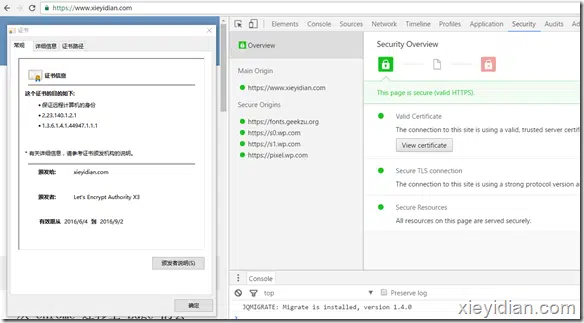 https://www.xieyidian.com
证书
常规 详细信息 证书路径
证书信息
这个证书的目的如下:
• 保证远程计算机的身份
• 2.23.140.1.2.1
• 1.3.6.1.4.1.44947.1.1.1
* 有关详细信息，请参考证书颁发机构的说明。
颁发给: xieyidian.com
颁发者: Let's Encrypt Authority X3
有效期从 2016/6/4 到 2016/9/2
颁发者说明(S)
确定
Elements Console Sources Network Timeline Profiles Application Security Audits
Overview
Main Origin
https://www.xieyidian.com
Secure Origins
https://fonts.geekzu.org
https://s0.wp.com
https://s1.wp.com
https://pixel.wp.com
Security Overview
This page is secure (valid HTTPS).
Valid Certificate
The connection to this site is using a valid, trusted server
View certificate
Secure TLS connection
The connection to this site is using a strong protocol version a
Secure Resources
All resources on this page are served securely.
Console
top Preserve log
JQMIGRATE: Migrate is installed, version 1.4.0
xieyidian.com